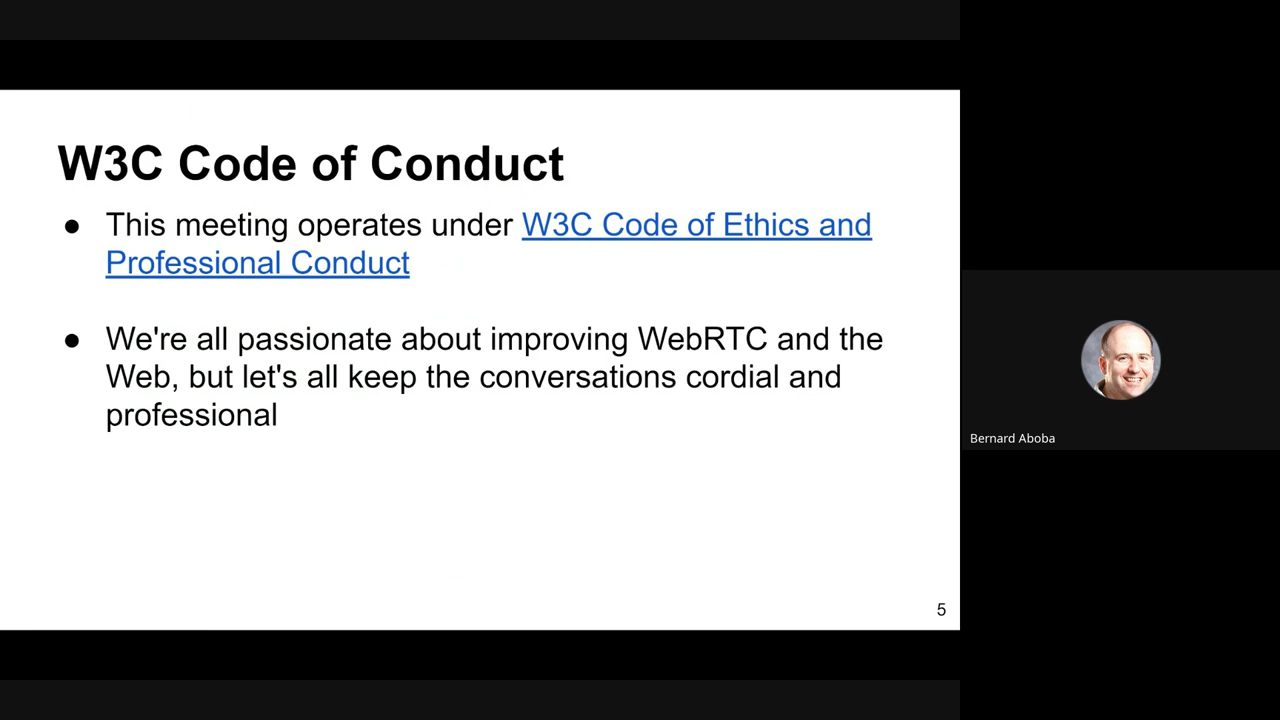 W3C Code of Conduct
● This meeting operates under W3C Code of Ethics and
Professional Conduct
● We're all passionate about improving WebRTC and the
Web, but let's all keep the conversations cordial and
professional
5
Bernard Aboba